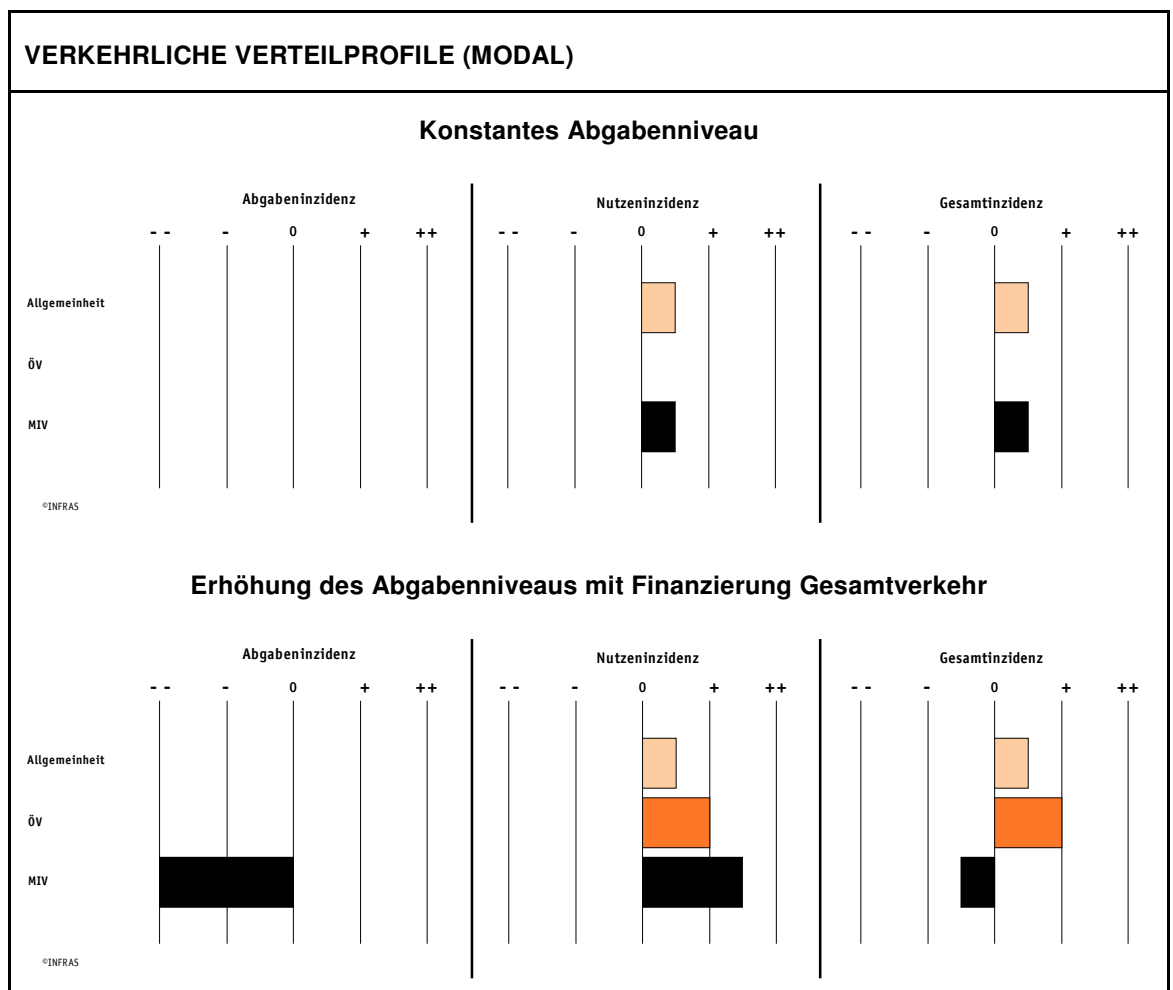 VERKEHRLICHE VERTEILPROFILE (MODAL)
Konstantes Abgabenniveau
Abgabeninzidenz Nutzeninzidenz Gesamtinzidenz
- - - 0 + ++ - - - 0 + ++ - - - 0 + ++
Allgemeinheit
ÖV
MIV
©INFRAS
Erhöhung des Abgabenniveaus mit Finanzierung Gesamtverkehr
Abgabeninzidenz Nutzeninzidenz Gesamtinzidenz
- - - 0 + ++ - - - 0 + ++ - - - 0 + ++
Allgemeinheit
ÖV
MIV
©INFRAS